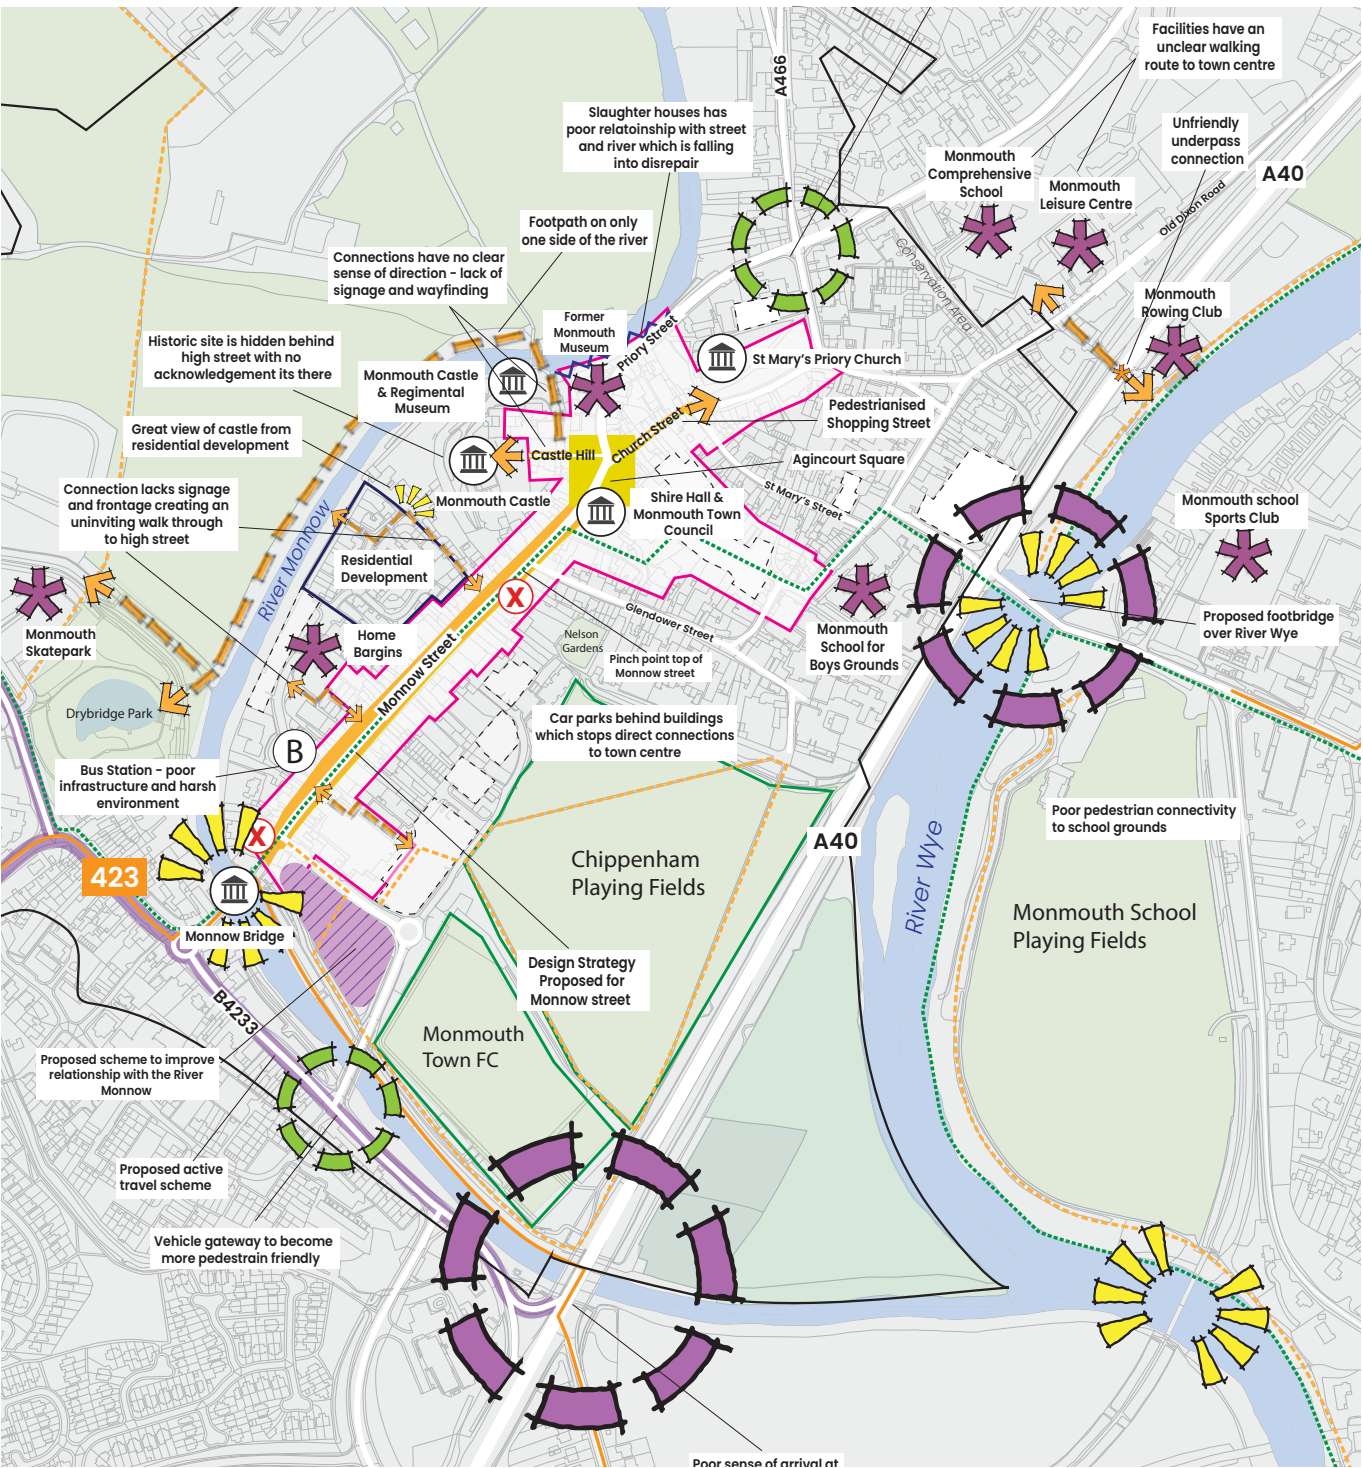 Facilities have an
unclear walking
route to town centre
A466
Slaughter houses has
poor relatoinship with street
and river which is falling
into disrepair
Unfriendly
underpass
connection
A40
Monmouth
Comprehensive
School
Monmouth
Leisure Centre
Old Dixon Road
Footpath on only
one side of the river
Conservation Area
Connections have no clear
sense of direction - lack of
signage and wayfinding
Monmouth
Rowing Club
Former
Monmouth
Museum
Priory Street
Historic site is hidden behind
high street with no
acknowledgement its there
St Mary's Priory Church
Monmouth Castle
& Regimental
Museum
Pedestrianised
Shopping Street
Church Street
Great view of castle from
residential development
Castle Hill
Agincourt Square
Connection lacks signage
and frontage creating an
uninviting walk through
to high street
Monmouth Castle
St Mary's Street
Shire Hall &
Monmouth Town
Council
Monmouth school
Sports Club
River Monnow
Residential
Development
X
Glendower Street
Proposed footbridge
over River Wye
Monmouth
Skatepark
Home
Bargins
Nelson
Gardens
Monmouth
School for
Boys Grounds
Monnow Street
Pinch point top of
Monnow street
Drybridge Park
Car parks behind buildings
which stops direct connections
to town centre
B
Bus Station - poor
infrastructure and harsh
environment
Poor pedestrian connectivity
to school grounds
X
A40
423
Chippenham
Playing Fields
River Wye
Monmouth School
Playing Fields
Monnow Bridge
Design Strategy
Proposed for
Monnow street
B4233
Monmouth
Town FC
Proposed scheme to improve
relationship with the River
Monnow
Proposed active
travel scheme
Vehicle gateway to become
more pedestrain friendly
Poor sense of arrival at